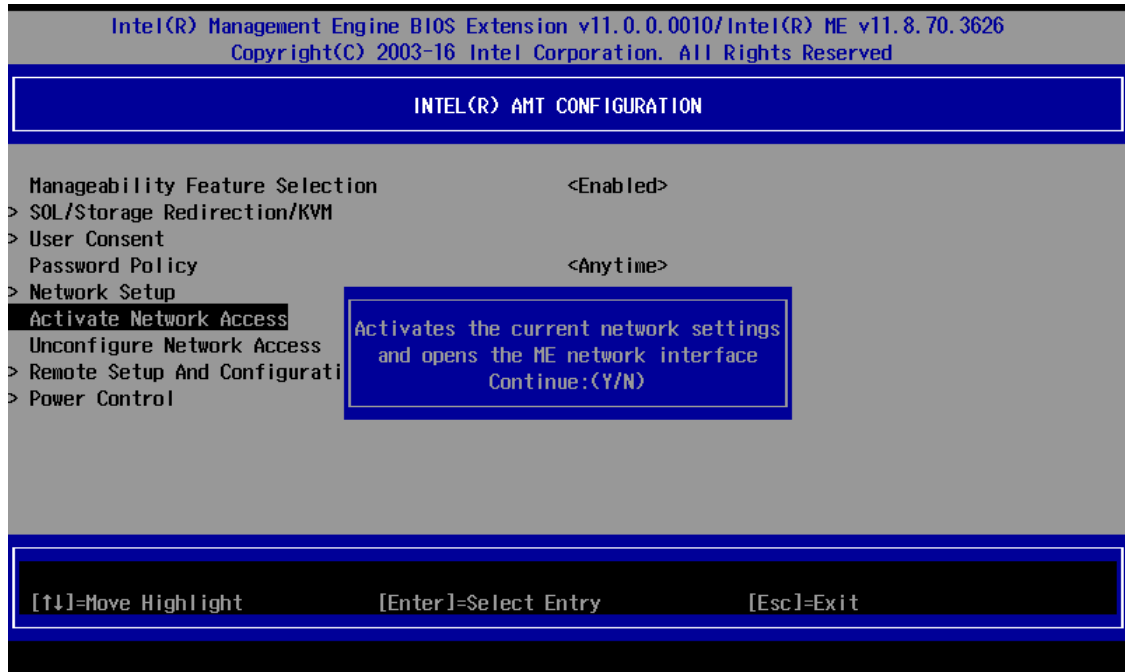 Intel(R) Management Engine BIOS Extension v11.0.0.0010/Intel(R) ME v11.8.70.3626
Copyright(C) 2003-16 Intel Corporation. All Rights Reserved
INTEL(R) AMT CONFIGURATION
Manageability Feature Selection <Enabled>
> SOL/Storage Redirection/KVM
> User Consent
Password Policy <Anytime>
> Network Setup
Activate Network Access
Unconfigure Network Access
> Remote Setup And Configurati
> Power Control
Activates the current network settings
and opens the ME network interface
Continue:(Y/N)
[↑↓]=Move Highlight [Enter]=Select Entry [Esc]=Exit